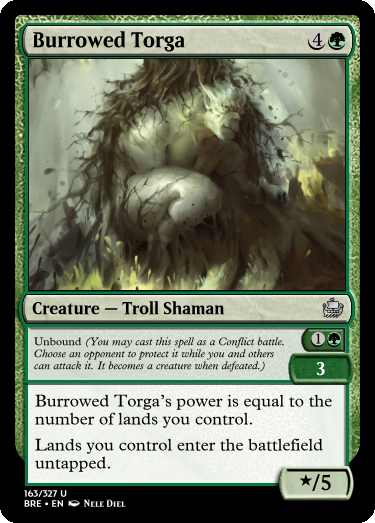 Burrowed Torga 4
Creature — Troll Shaman
Unbound (You may cast this spell as a Conflict battle. 1
Choose an opponent to protect it while you and others
can attack it. It becomes a creature when defeated.) 3
Burrowed Torga's power is equal to the
number of lands you control.
Lands you control enter the battlefield
untapped.
★/5
163/327 U
BRE • EN Nele Diel